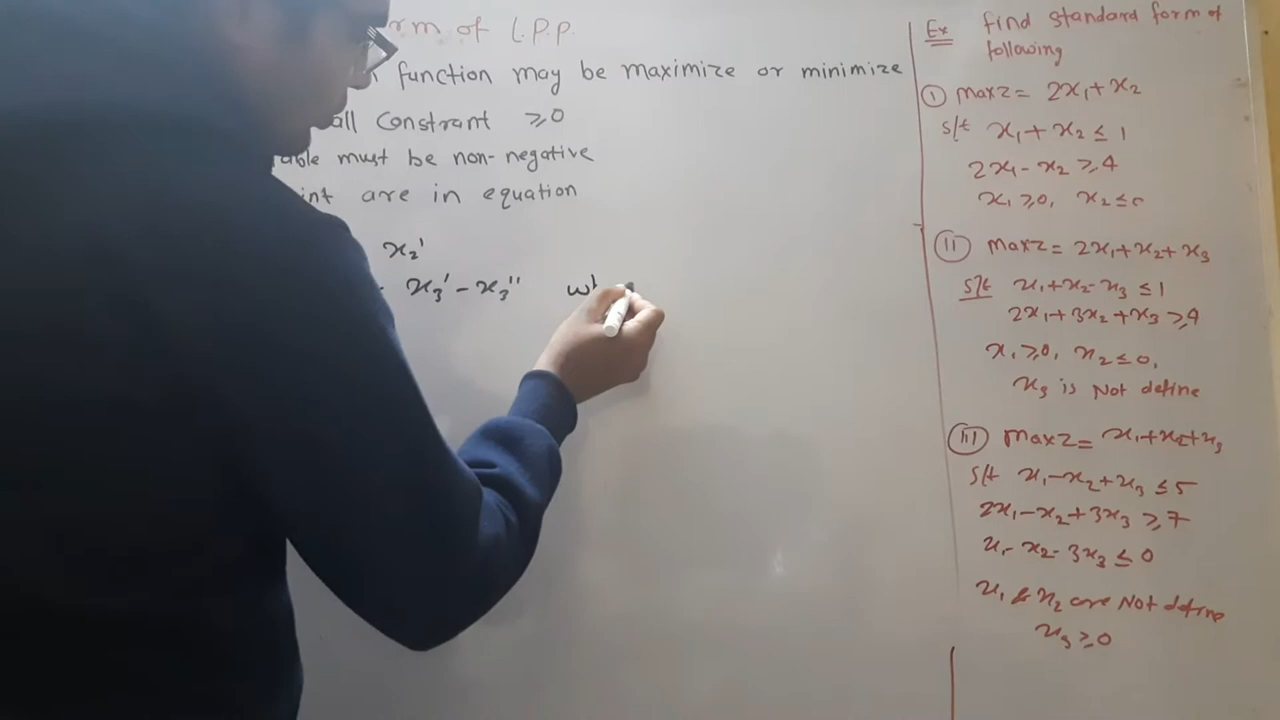 rm of L.P.P.
function may be maximize or minimize
all constrant ≥0
able must be non-negative
int are in equation
x₂'
x₃' - x₃'' w
Ex find standard form of
following
(I) max z = 2x₁ + x₂
s/t x₁ + x₂ ≤ 1
2x₁ - x₂ ≥ 4
x₁ ≥ 0, x₂ ≤ 0
(II) max z = 2x₁ + x₂ + x₃
s/t x₁ + x₂ - x₃ ≤ 1
2x₁ + 3x₂ + x₃ ≥ 4
x₁ ≥ 0, x₂ ≤ 0,
x₃ is Not define
(III) max z = x₁ + x₂ + x₃
s/t x₁ - x₂ + x₃ ≤ 5
2x₁ - x₂ + 3x₃ ≥ 7
x₁ - x₂ - 3x₃ ≤ 0
x₁ & x₂ are Not define
x₃ ≥ 0